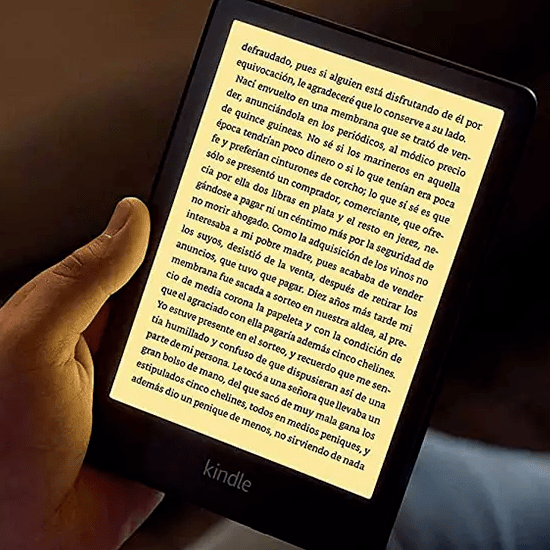 defraudado, pues si alguien está disfrutando de él por
equivocación, le agradeceré que lo conserve a su lado.
Nací envuelto en una membrana que se trató de ven-
der, anunciándola en los periódicos, al módico precio
de quince guineas. No sé si los marineros en aquella
época tendrían poco dinero o si lo que tenían era poca
fe y preferían cinturones de corcho; lo que sí sé es que
sólo se presentó un comprador, comerciante, que ofre-
cía por ella dos libras en plata y el resto en jerez, ne-
gándose a pagar ni un céntimo más por la seguridad de
no morir ahogado. Como la adquisición de los vinos no
interesaba a mi pobre madre, pues acababa de vender
los suyos, desistió de la venta, después de retirar los
anuncios, que tuvo que pagar. Diez años más tarde mi
membrana fue sacada a sorteo en nuestra aldea, al pre-
cio de media corona la papeleta y con la condición de
que el agraciado con ella pagaría además cinco chelines.
Yo estuve presente en el sorteo, y recuerdo que me sen-
tía humillado y confuso de que dispusieran así de una
parte de mi persona. Le tocó a una señora que llevaba un
gran bolso de mano, del que sacó de muy mala gana los
estipulados cinco chelines, todos en medios peniques, y
además dio un penique de menos, no sirviendo de nada
kindle